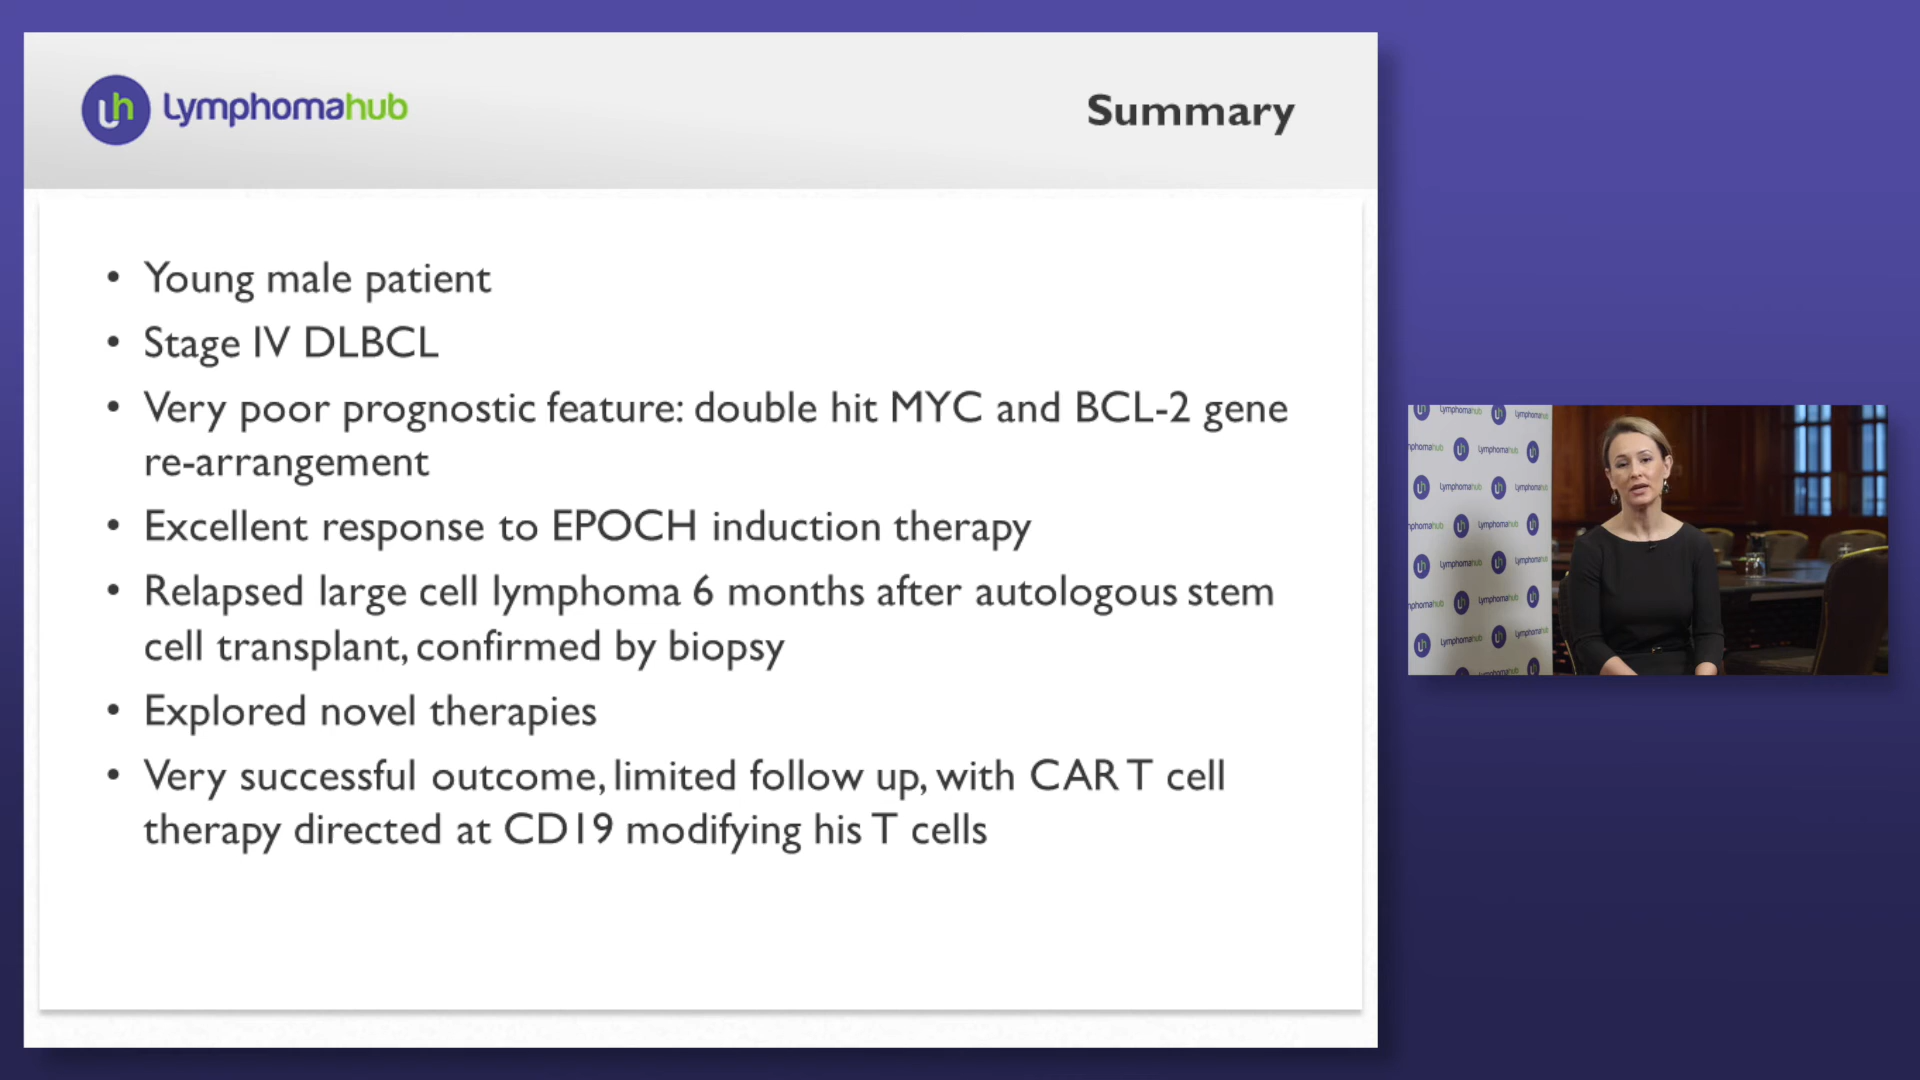 uh lymphomahub
Summary
• Young male patient
• Stage IV DLBCL
• Very poor prognostic feature: double hit MYC and BCL-2 gene
re-arrangement
• Excellent response to EPOCH induction therapy
• Relapsed large cell lymphoma 6 months after autologous stem
cell transplant, confirmed by biopsy
• Explored novel therapies
• Very successful outcome, limited follow up, with CAR T cell
therapy directed at CD19 modifying his T cells
lymphomahub